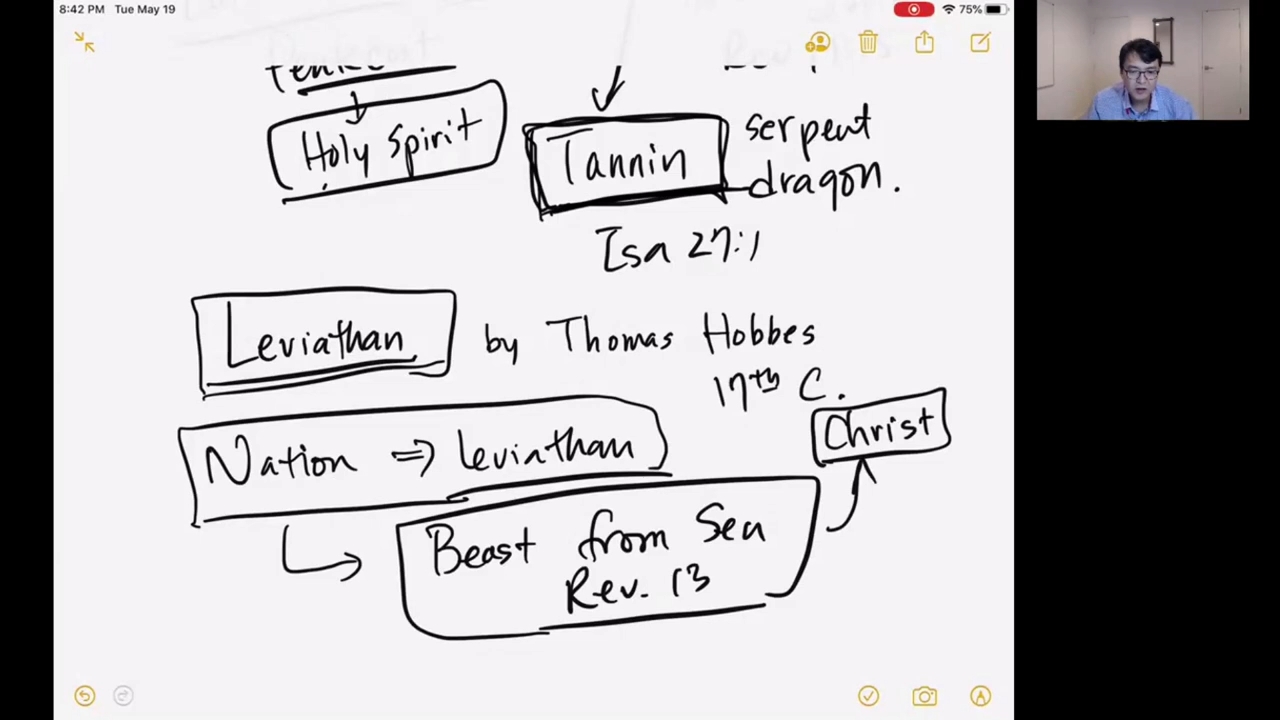 8:42 PM Tue May 19
75%
Holy Spirit
Tannin
serpent
dragon.
Isa 27:1
Leviathan by Thomas Hobbes
17th C.
Christ
Nation ⇒ leviathan
Beast from Sea
Rev. 13